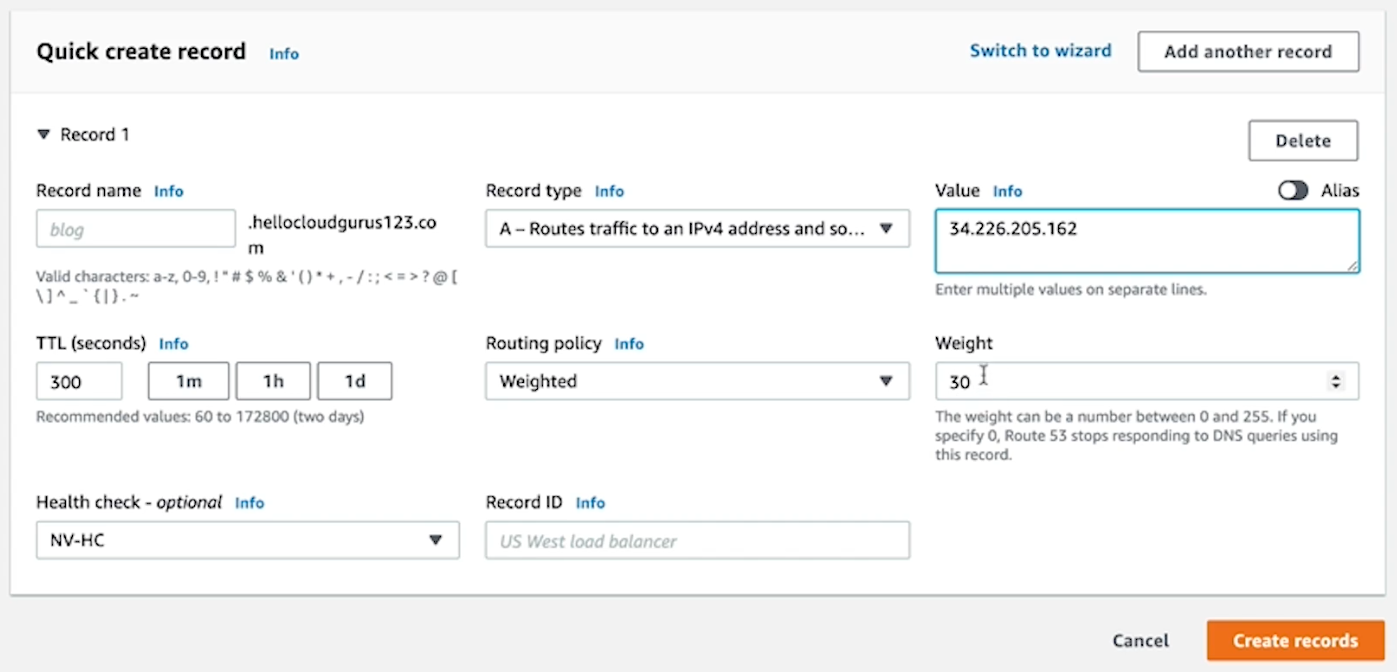 Quick create record Info
Switch to wizard
Add another record
▼ Record 1
Delete
Record name Info
blog
.hellocloudgurus123.co
m
Valid characters: a-z, 0-9, ! " # $ % & ' ( ) * + , - / : ; < = > ? @ [
\ ] ^ _ ` { | } . ~
Record type Info
A – Routes traffic to an IPv4 address and so...
Value Info
Alias
34.226.205.162
Enter multiple values on separate lines.
TTL (seconds) Info
300
1m
1h
1d
Recommended values: 60 to 172800 (two days)
Routing policy Info
Weighted
Weight
30
The weight can be a number between 0 and 255. If you
specify 0, Route 53 stops responding to DNS queries using
this record.
Health check - optional Info
NV-HC
Record ID Info
US West load balancer
Cancel
Create records